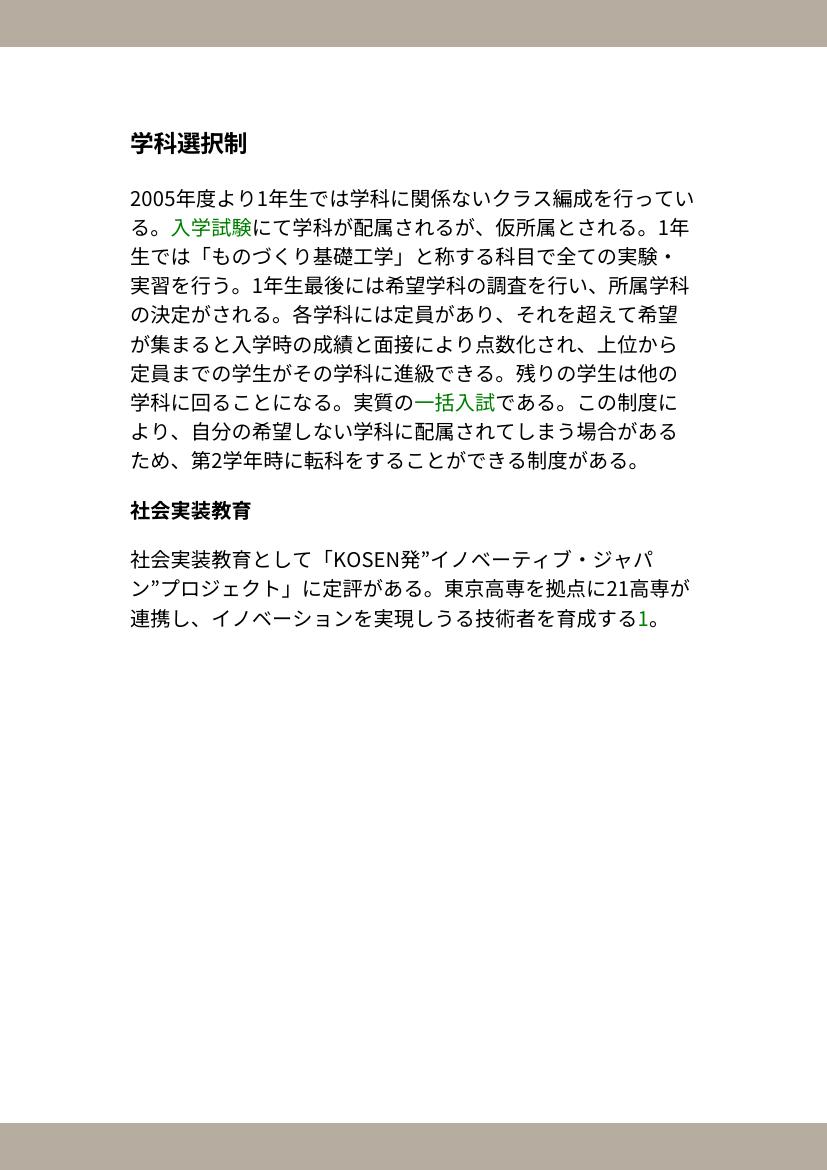 学科選択制
2005年度より1年生では学科に関係ないクラス編成を行ってい
る。入学試験にて学科が配属されるが、仮所属とされる。1年
生では「ものづくり基礎工学」と称する科目で全ての実験・
実習を行う。1年生最後には希望学科の調査を行い、所属学科
の決定がされる。各学科には定員があり、それを超えて希望
が集まると入学時の成績と面接により点数化され、上位から
定員までの学生がその学科に進級できる。残りの学生は他の
学科に回ることになる。実質の一括入試である。この制度に
より、自分の希望しない学科に配属されてしまう場合がある
ため、第2学年時に転科をすることができる制度がある。
社会実装教育
社会実装教育として「KOSEN発”イノベーティブ・ジャパ
ン”プロジェクト」に定評がある。東京高専を拠点に21高専が
連携し、イノベーションを実現しうる技術者を育成する1。